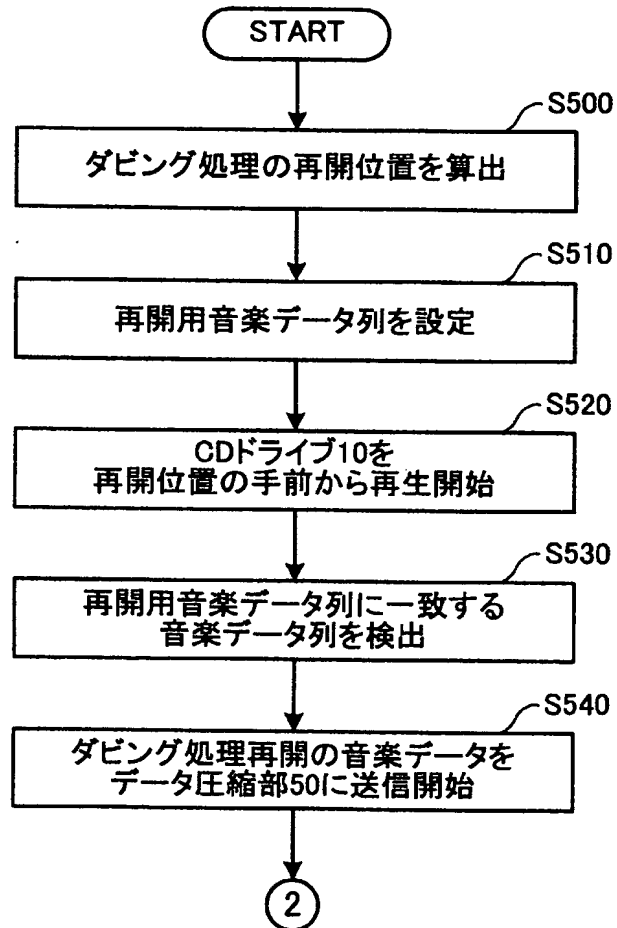 START
S500
ダビング処理の再開位置を算出
S510
再開用音楽データ列を設定
S520
CDドライブ10を
再開位置の手前から再生開始
S530
再開用音楽データ列に一致する
音楽データ列を検出
S540
ダビング処理再開の音楽データを
データ圧縮部50に送信開始
2